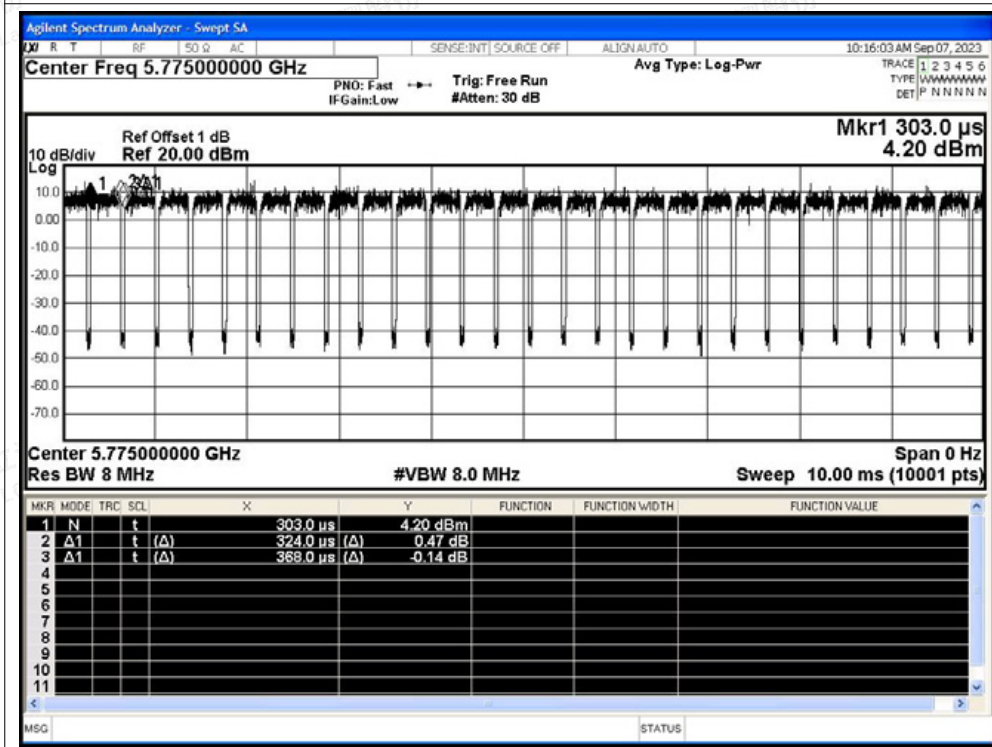 Agilent Spectrum Analyzer - Swept SA
R T RF 50 Ω AC SENSE:INT SOURCE OFF ALIGN AUTO 10:16:03 AM Sep 07, 2023
Center Freq 5.775000000 GHz
Avg Type: Log-Pwr
TRACE 1 2 3 4 5 6
TYPE WWWWWW
DET P N N N N N
PNO: Fast
IFGain:Low
Trig: Free Run
#Atten: 30 dB
Mkr1 303.0 µs
4.20 dBm
Ref Offset 1 dB
10 dB/div Ref 20.00 dBm
Log
1 2Δ1 3Δ1
10.0
0.00
-10.0
-20.0
-30.0
-40.0
-50.0
-60.0
-70.0
Center 5.775000000 GHz Span 0 Hz
Res BW 8 MHz #VBW 8.0 MHz Sweep 10.00 ms (10001 pts)
MKR MODE TRC SCL X Y FUNCTION FUNCTION WIDTH FUNCTION VALUE
1 N t 303.0 µs 4.20 dBm
2 Δ1 t (Δ) 324.0 µs (Δ) 0.47 dB
3 Δ1 t (Δ) 368.0 µs (Δ) -0.14 dB
4
5
6
7
8
9
10
11
MSG STATUS